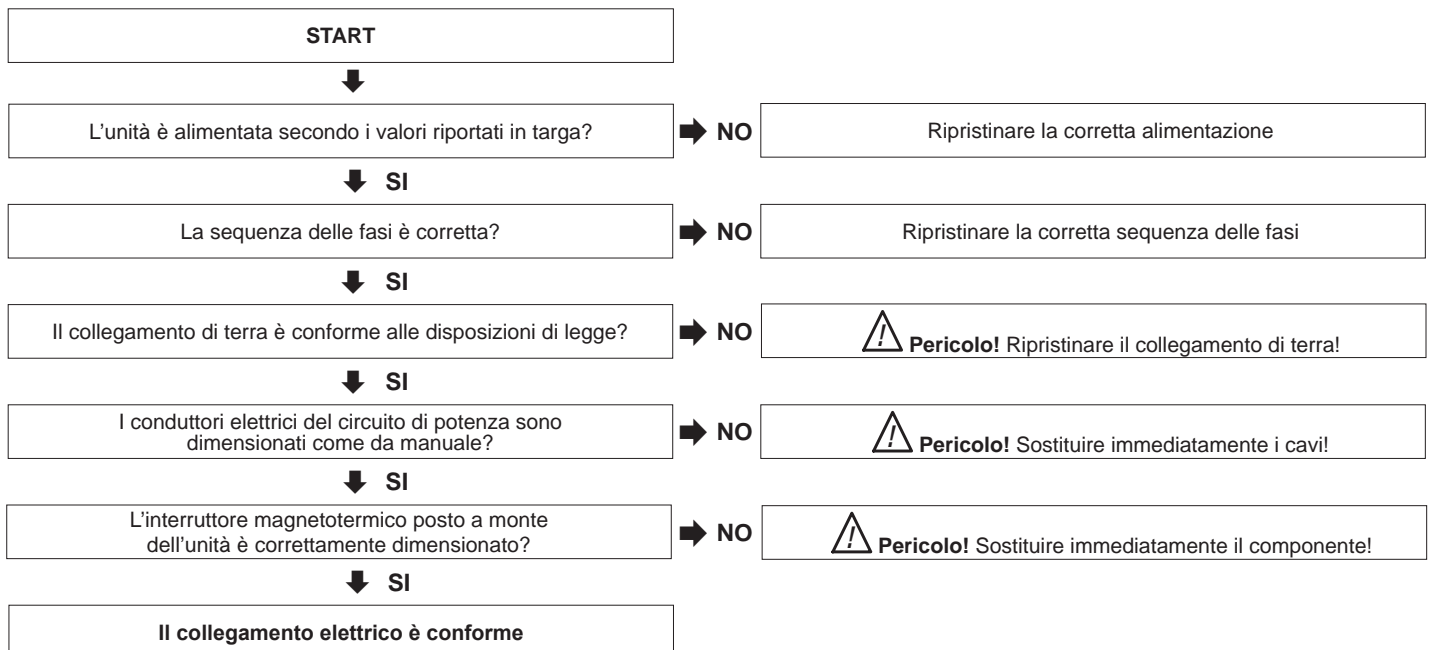 START
L'unità è alimentata secondo i valori riportati in targa?
NO
Ripristinare la corretta alimentazione
SI
La sequenza delle fasi è corretta?
NO
Ripristinare la corretta sequenza delle fasi
SI
Il collegamento di terra è conforme alle disposizioni di legge?
NO
Pericolo! Ripristinare il collegamento di terra!
SI
I conduttori elettrici del circuito di potenza sono
dimensionati come da manuale?
NO
Pericolo! Sostituire immediatamente i cavi!
SI
L'interruttore magnetotermico posto a monte
dell'unità è correttamente dimensionato?
NO
Pericolo! Sostituire immediatamente il componente!
SI
Il collegamento elettrico è conforme